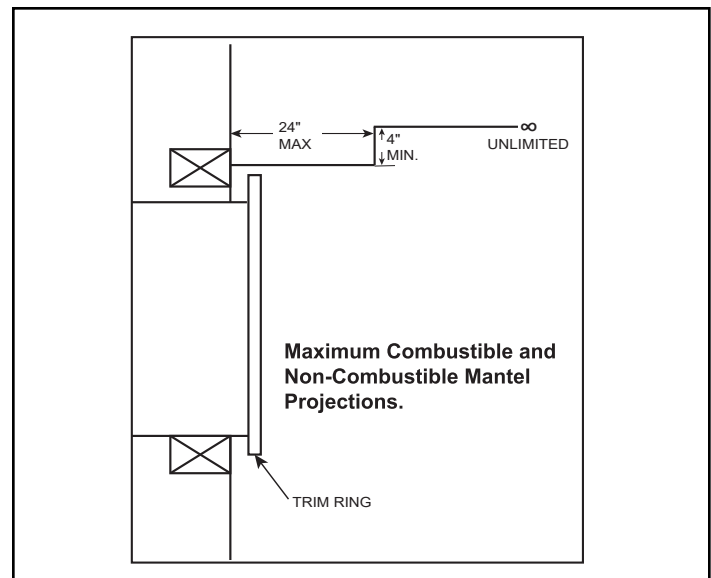 24"
MAX
4"
MIN.
∞
UNLIMITED
Maximum Combustible and
Non-Combustible Mantel
Projections.
TRIM RING